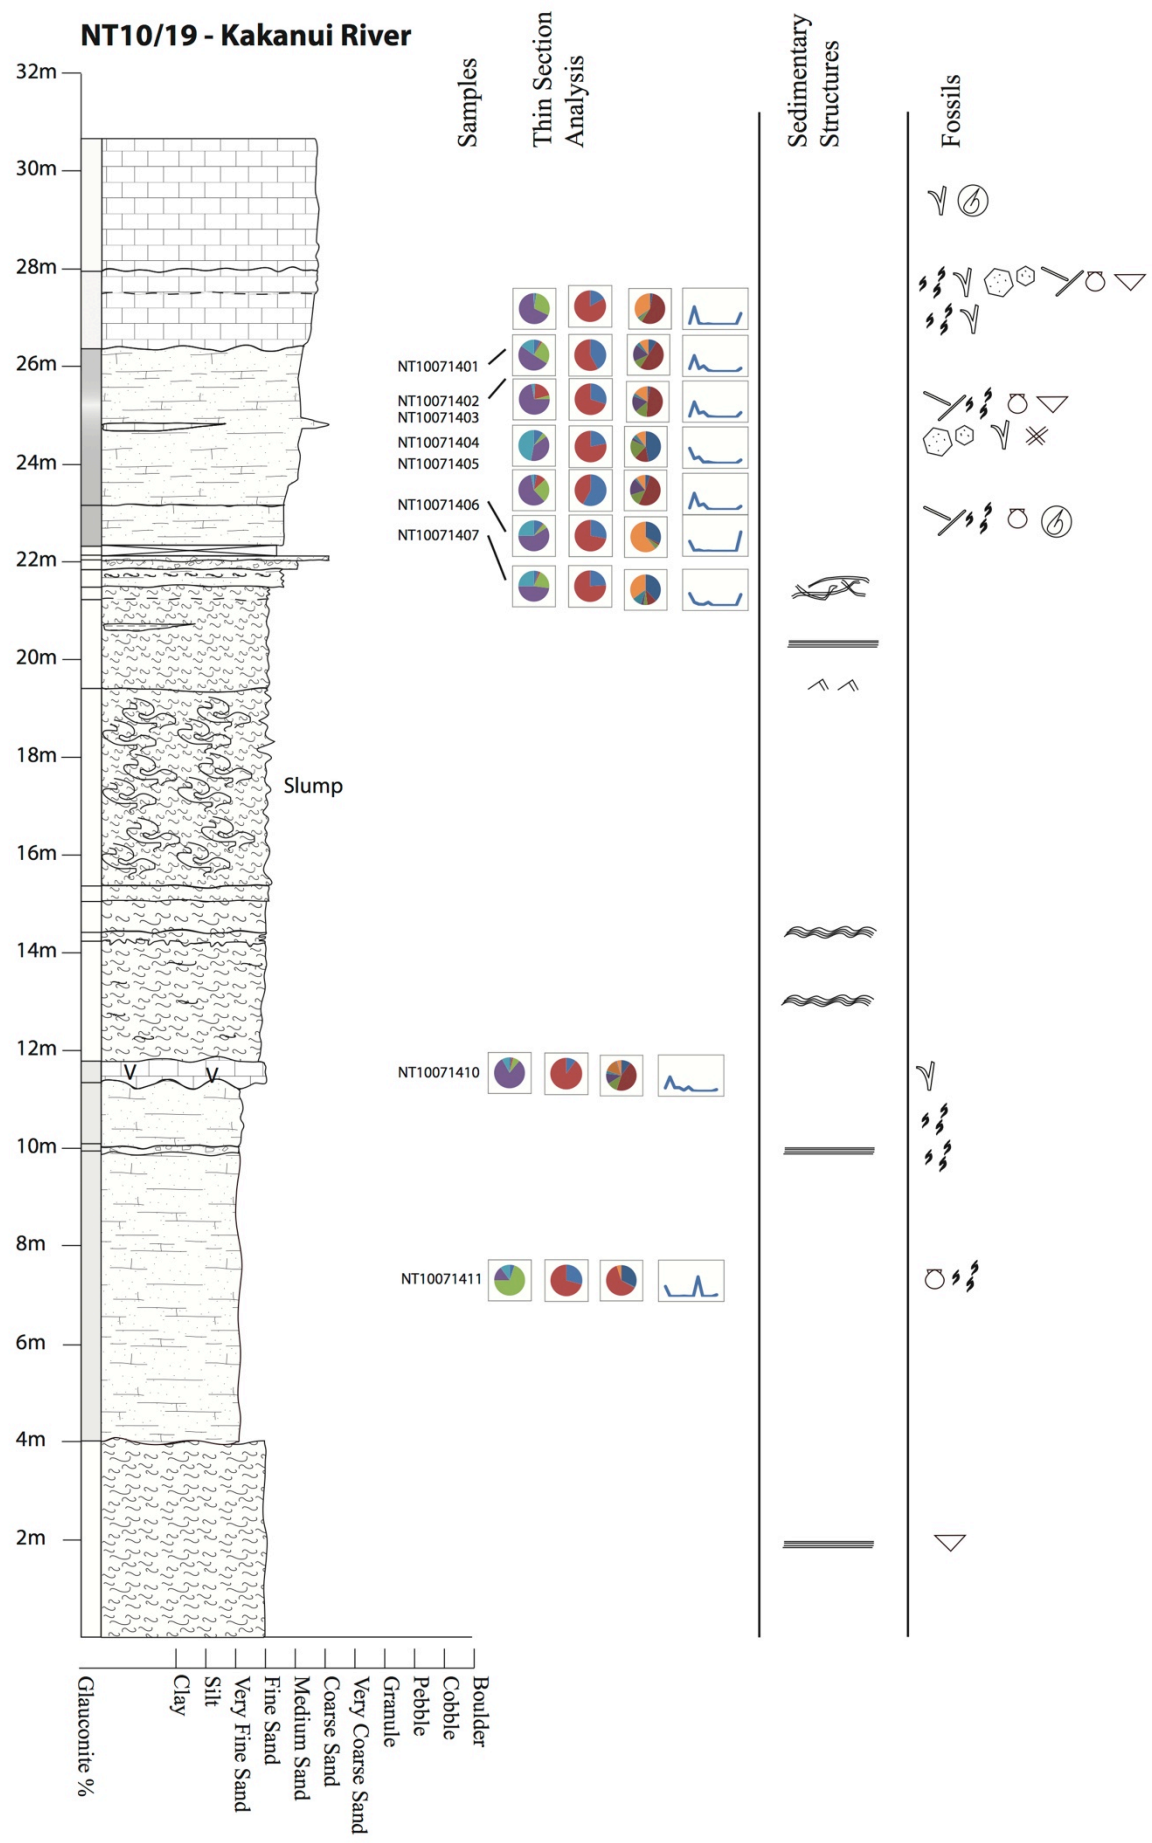 NT10/19 - Kakanui River
Samples
Thin Section
Analysis
Sedimentary
Structures
Fossils
32m
30m
28m
26m
24m
22m
20m
18m
16m
14m
12m
10m
8m
6m
4m
2m
NT10071401
NT10071402
NT10071403
NT10071404
NT10071405
NT10071406
NT10071407
Slump
V V
NT10071410
NT10071411
Glauconite %
Clay
Silt
Very Fine Sand
Fine Sand
Medium Sand
Coarse Sand
Very Coarse Sand
Granule
Pebble
Cobble
Boulder